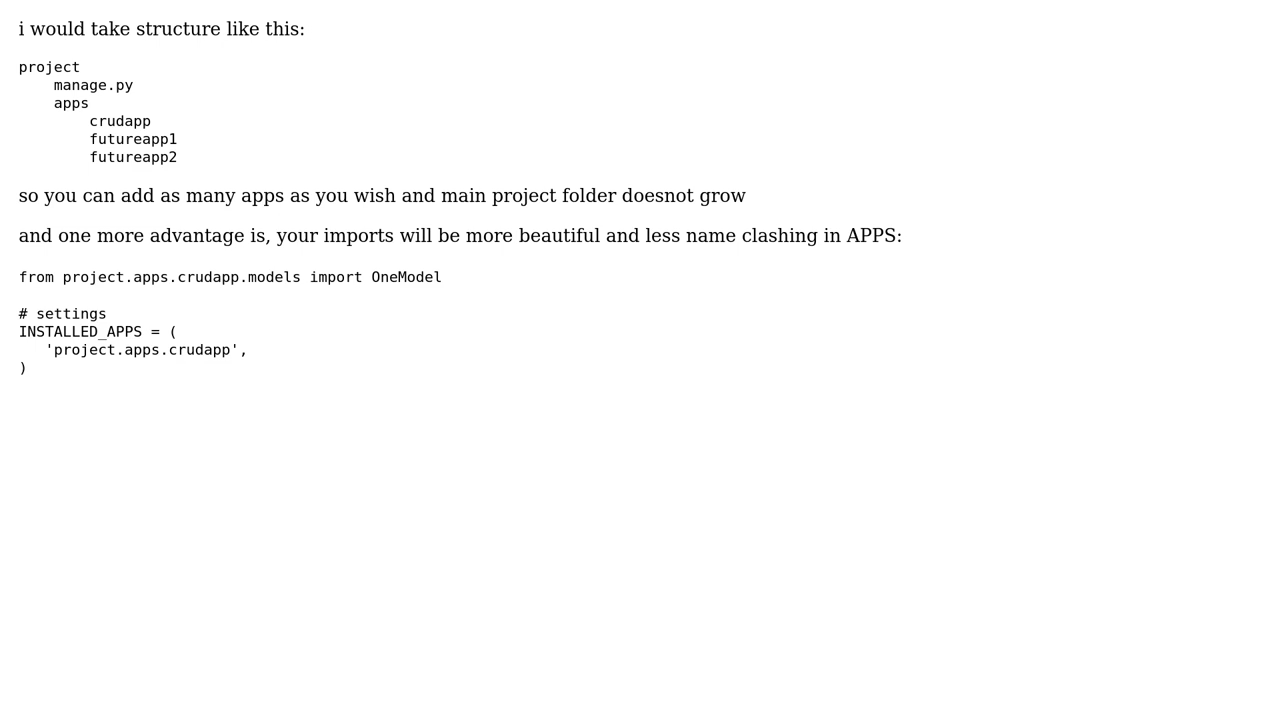 i would take structure like this:
project
    manage.py
    apps
        crudapp
        futureapp1
        futureapp2
so you can add as many apps as you wish and main project folder doesnot grow
and one more advantage is, your imports will be more beautiful and less name clashing in APPS:
from project.apps.crudapp.models import OneModel
# settings
INSTALLED_APPS = (
   'project.apps.crudapp',
)